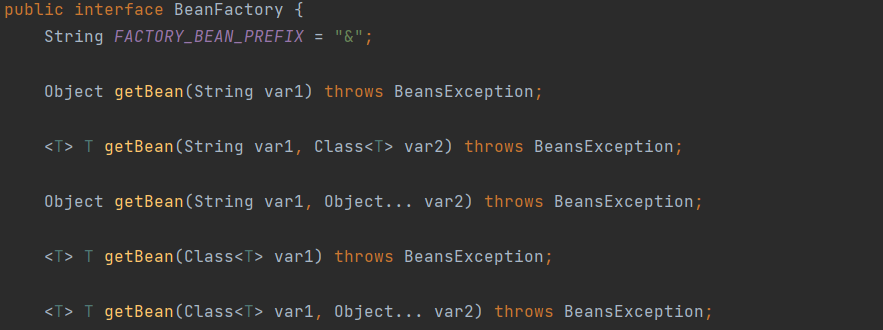 public interface BeanFactory {
String FACTORY_BEAN_PREFIX = "&";
Object getBean(String var1) throws BeansException;
<T> T getBean(String var1, Class<T> var2) throws BeansException;
Object getBean(String var1, Object... var2) throws BeansException;
<T> T getBean(Class<T> var1) throws BeansException;
<T> T getBean(Class<T> var1, Object... var2) throws BeansException;